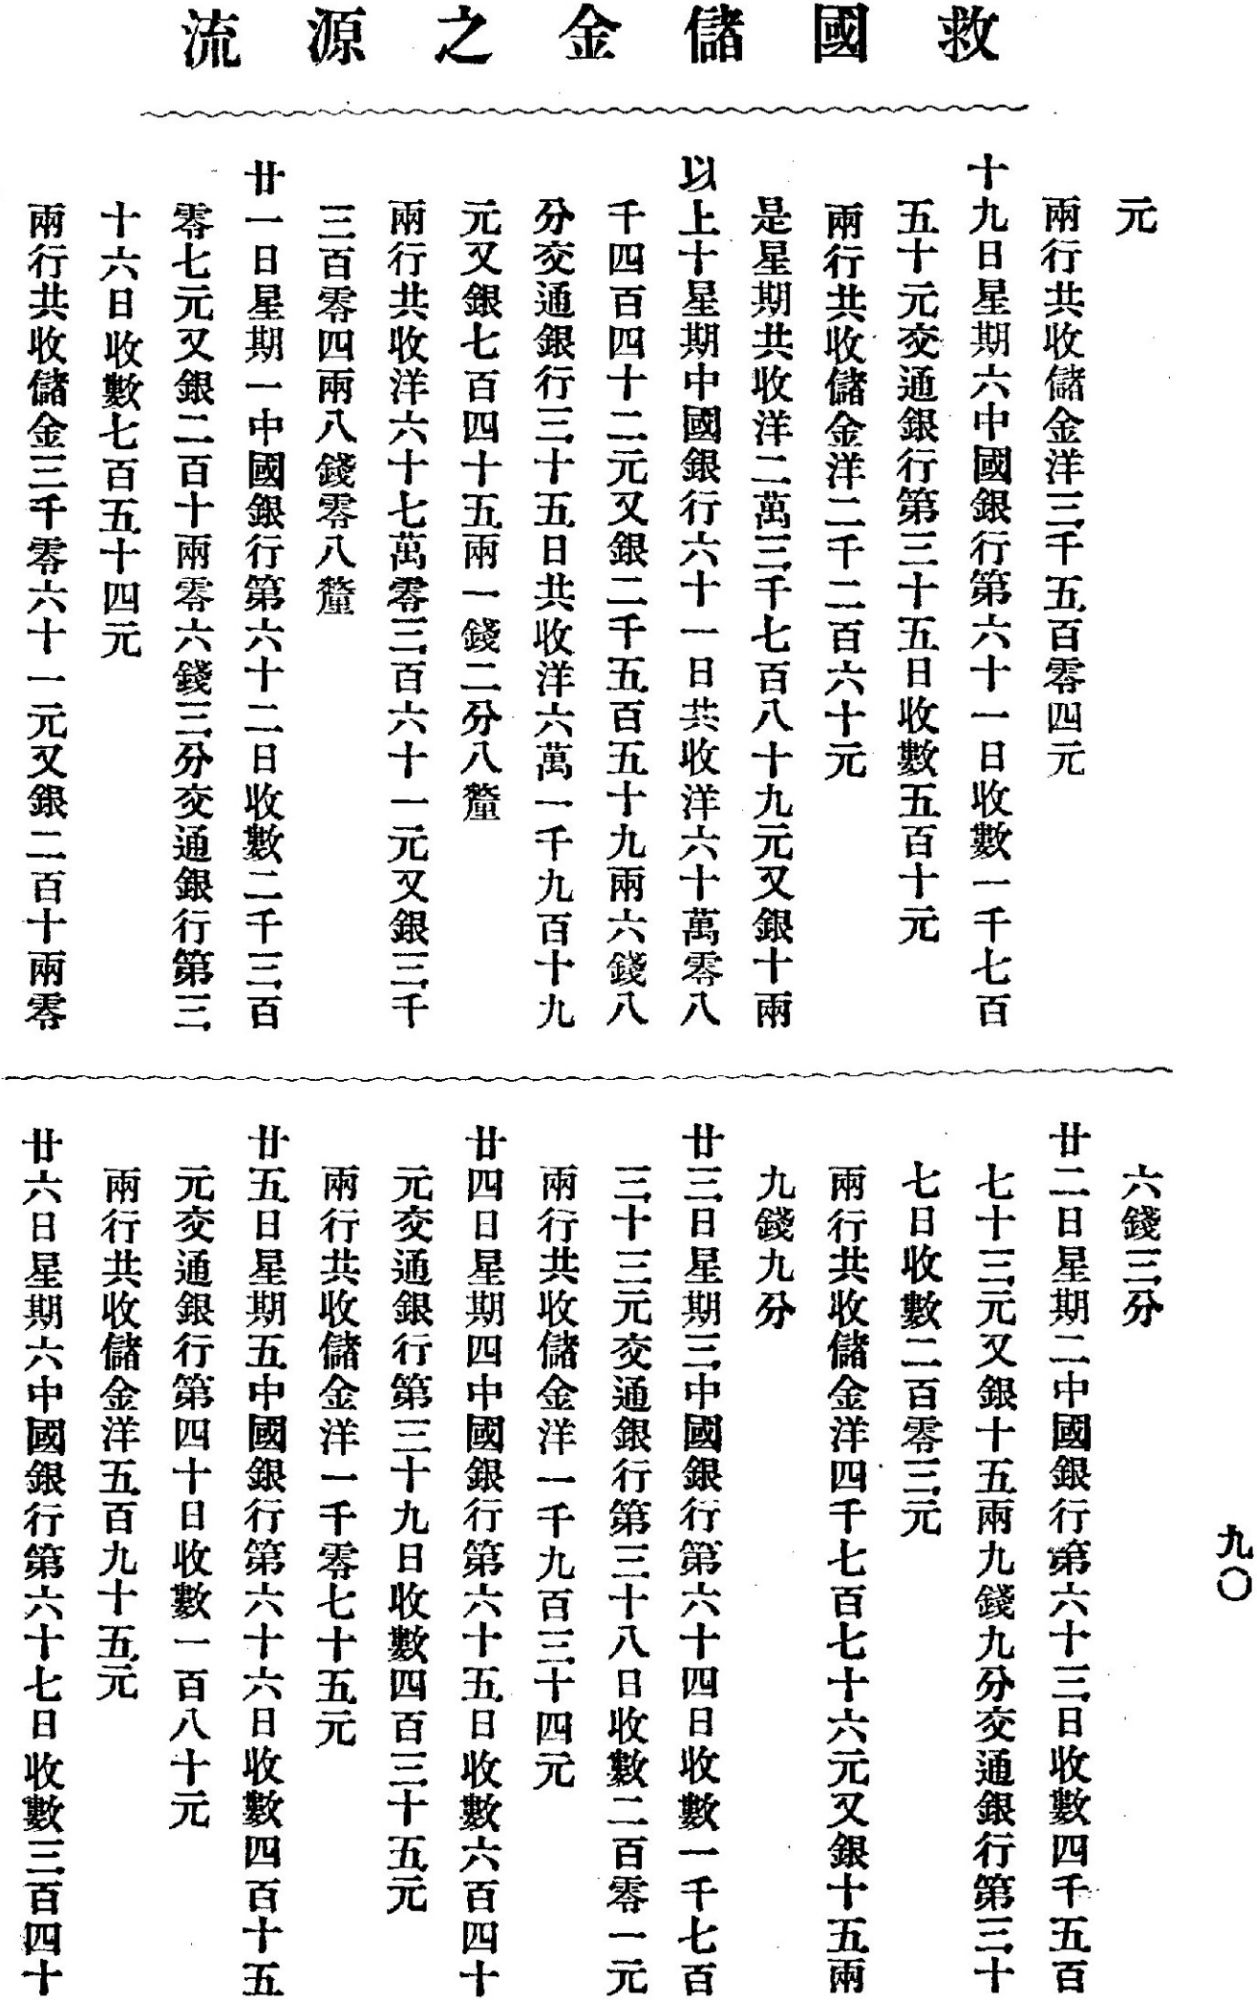 救國儲金之源流
元
兩行共收儲金洋三千五百零四元
十九日星期六中國銀行第六十一日收數一千七百
五十元交通銀行第三十五日收數五百十元
兩行共收儲金洋二千二百六十元
是星期共收洋二萬三千七百八十九元又銀十兩
以上十星期中國銀行六十一日共收洋六十萬零八
千四百四十二元又銀二千五百五十九兩六錢八
分交通銀行三十五日共收洋六萬一千九百十九
元又銀七百四十五兩一錢二分八釐
兩行共收洋六十七萬零三百六十一元又銀三千
三百零四兩八錢零八釐
廿一日星期一中國銀行第六十二日收數二千三百
零七元又銀二百十兩零六錢三分交通銀行第三
十六日收數七百五十四元
兩行共收儲金三千零六十一元又銀二百十兩零
六錢三分
廿二日星期二中國銀行第六十三日收數四千五百
七十三元又銀十五兩九錢九分交通銀行第三十
七日收數二百零三元
兩行共收儲金洋四千七百七十六元又銀十五兩
九錢九分
廿三日星期三中國銀行第六十四日收數一千七百
三十三元交通銀行第三十八日收數二百零一元
兩行共收儲金洋一千九百三十四元
廿四日星期四中國銀行第六十五日收數六百四十
元交通銀行第三十九日收數四百三十五元
兩行共收儲金洋一千零七十五元
廿五日星期五中國銀行第六十六日收數四百十五
元交通銀行第四十日收數一百八十元
兩行共收儲金洋五百九十五元
廿六日星期六中國銀行第六十七日收數三百四十
九〇